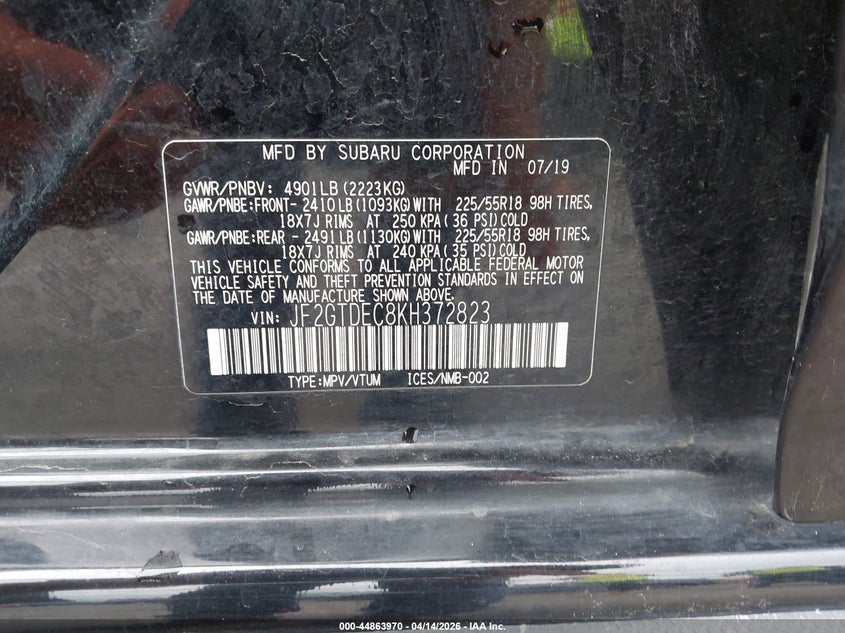 MFD BY SUBARU CORPORATION
MFD IN 07/19
GVWR/PNBV: 4901LB(2223KG)
GAWR/PNBE:FRONT- 2410LB(1093KG)WITH 225/55R18 98H TIRES,
18X7J RIMS AT 250KPA(36 PSI)COLD
GAWR/PNBE:REAR - 2491LB(1130KG)WITH 225/55R18 98H TIRES,
18X7J RIMS AT 240KPA(35 PSI)COLD
THIS VEHICLE CONFORMS TO ALL APPLICABLE FEDERAL MOTOR
VEHICLE SAFETY AND THEFT PREVENTION STANDARDS IN EFFECT ON
THE DATE OF MANUFACTURE SHOWN ABOVE.
VIN: JF2GTDEC8KH372823
TYPE:MPV/VTUM ICES/NMB-002
000-44863970 - 04/14/2026 - IAA Inc.